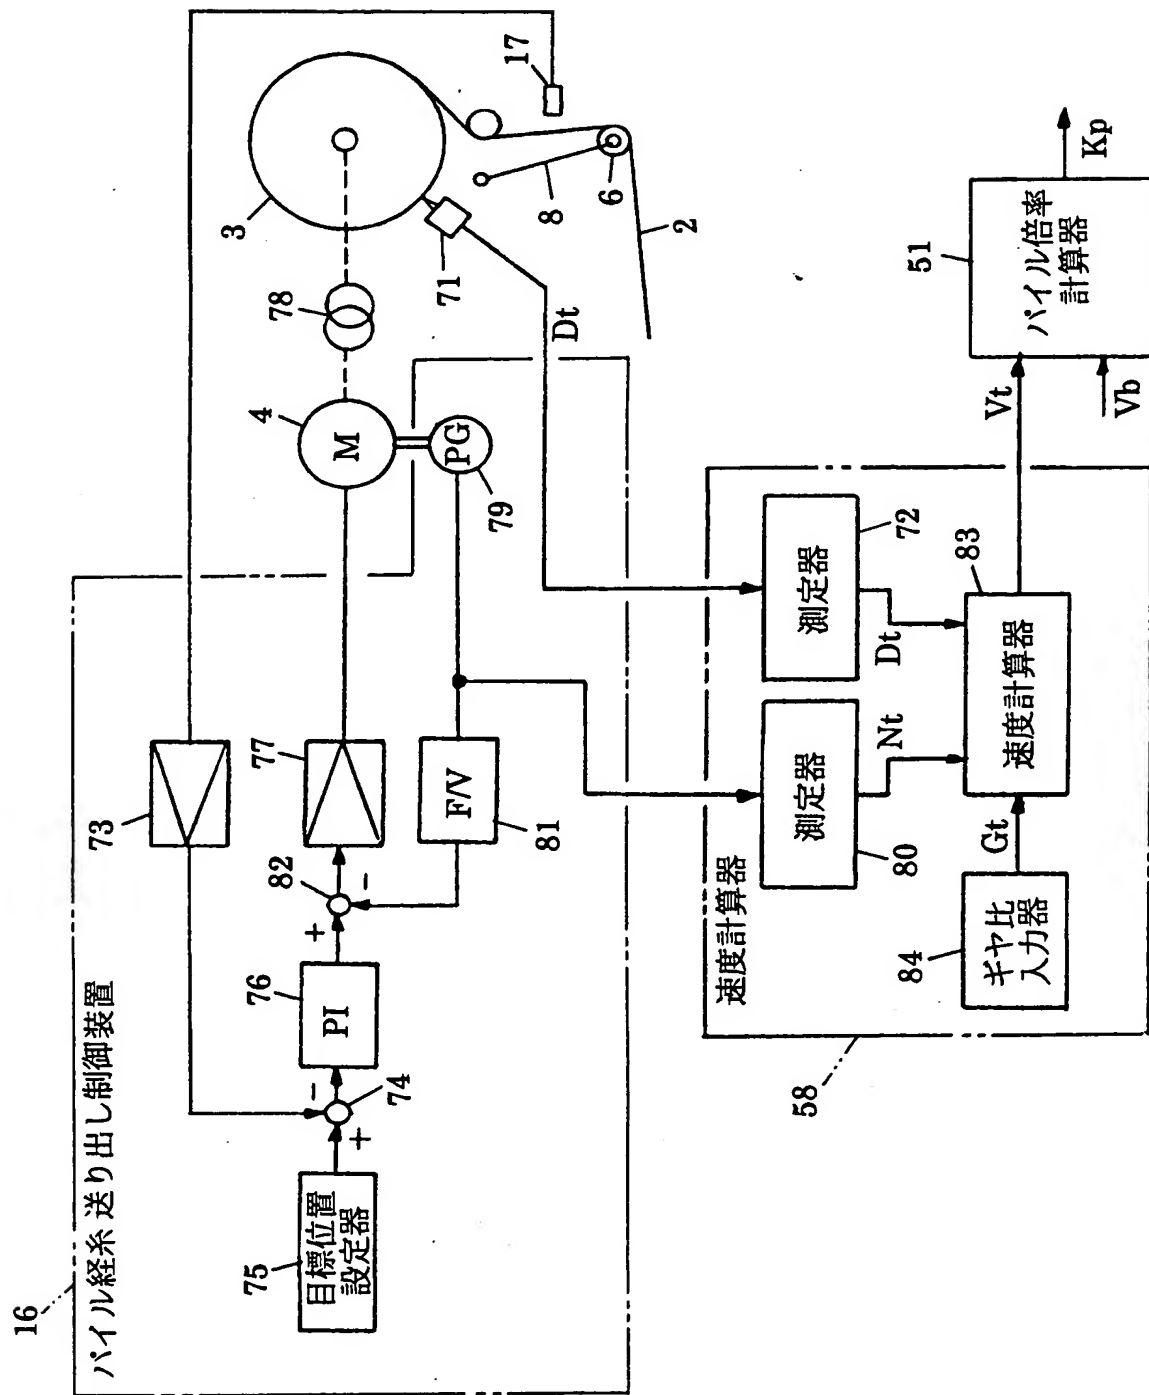 16
パイル経糸送り出し制御装置
73
77
82
76
74
75
目標位置
設定器
PI
+
-
+
-
F/V
81
4
M
PG
79
78
3
71
8
6
2
17
Dt
58
速度計算器
測定器
80
測定器
72
Nt
Dt
速度計算器
83
Gt
ギヤ比
入力器
84
Vt
Vb
51
パイル倍率
計算器
Kp